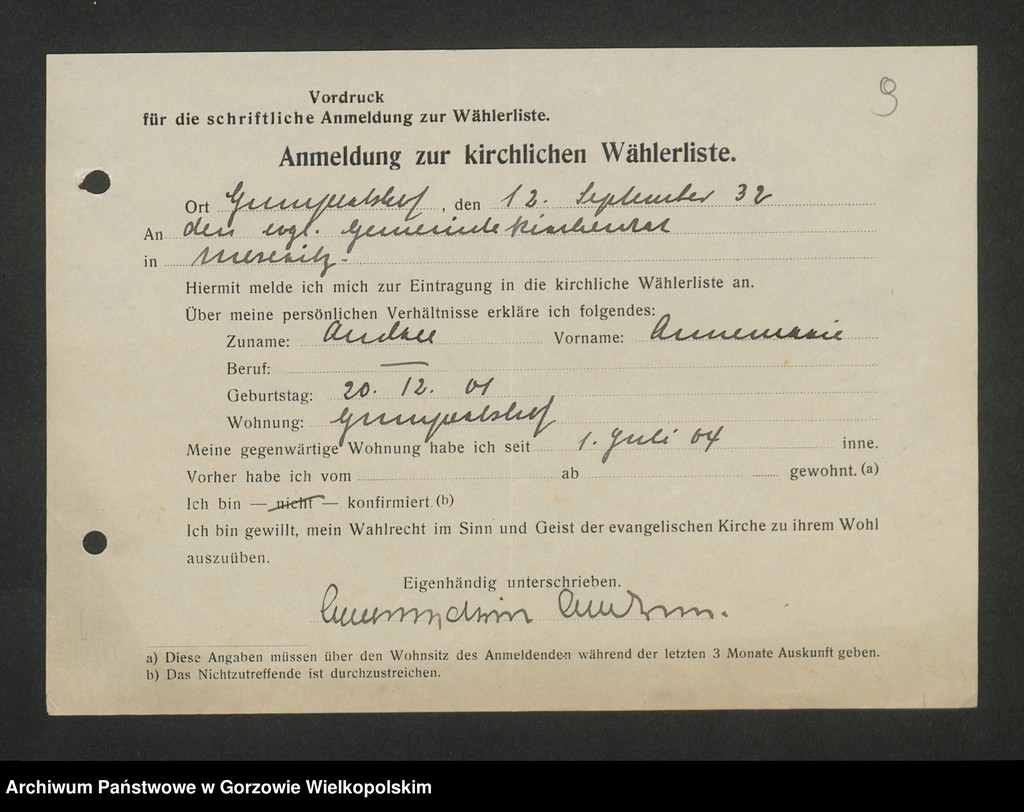 9
Vordruck
für die schriftliche Anmeldung zur Wählerliste.
Anmeldung zur kirchlichen Wählerliste.
Ort Gumpertshof, den 12. September 32
An den evgl. Gemeindekirchenrat
in Meseritz.
Hiermit melde ich mich zur Eintragung in die kirchliche Wählerliste an.
Über meine persönlichen Verhältnisse erkläre ich folgendes:
Zuname: Andree Vorname: Annemarie
Beruf: —
Geburtstag: 20. 12. 01
Wohnung: Gumpertshof
Meine gegenwärtige Wohnung habe ich seit 1. Juli 04 inne.
Vorher habe ich vom ab gewohnt. (a)
Ich bin — nicht — konfirmiert. (b)
Ich bin gewillt, mein Wahlrecht im Sinn und Geist der evangelischen Kirche zu ihrem Wohl
auszuüben.
Eigenhändig unterschrieben.
a) Diese Angaben müssen über den Wohnsitz des Anmeldenden während der letzten 3 Monate Auskunft geben.
b) Das Nichtzutreffende ist durchzustreichen.
Archiwum Państwowe w Gorzowie Wielkopolskim